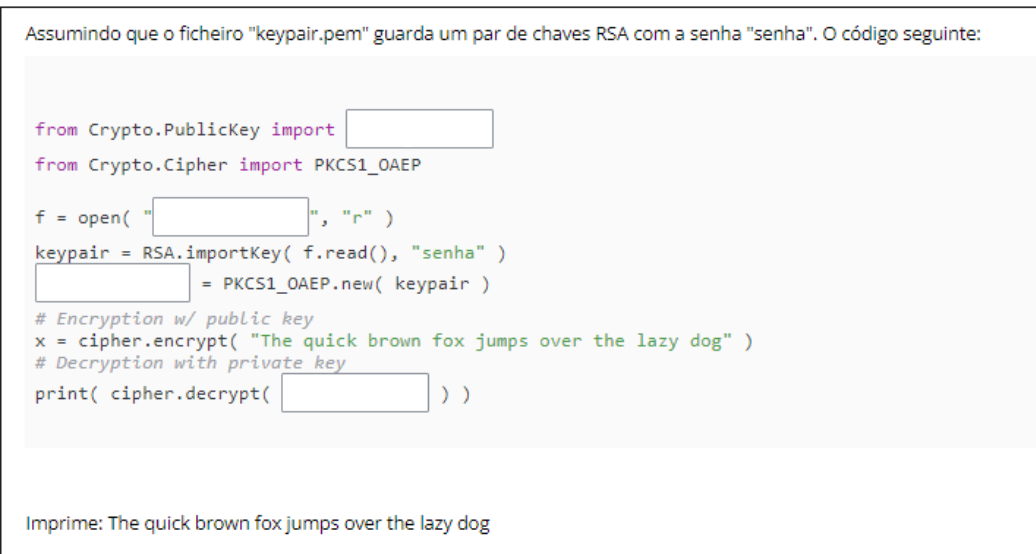 Assumindo que o ficheiro "keypair.pem" guarda um par de chaves RSA com a senha "senha". O código seguinte:
from Crypto.PublicKey import
from Crypto.Cipher import PKCS1_OAEP
f = open( "", "r" )
keypair = RSA.importKey( f.read(), "senha" )
= PKCS1_OAEP.new( keypair )
# Encryption w/ public key
x = cipher.encrypt( "The quick brown fox jumps over the lazy dog" )
# Decryption with private key
print( cipher.decrypt( ) )
Imprime: The quick brown fox jumps over the lazy dog